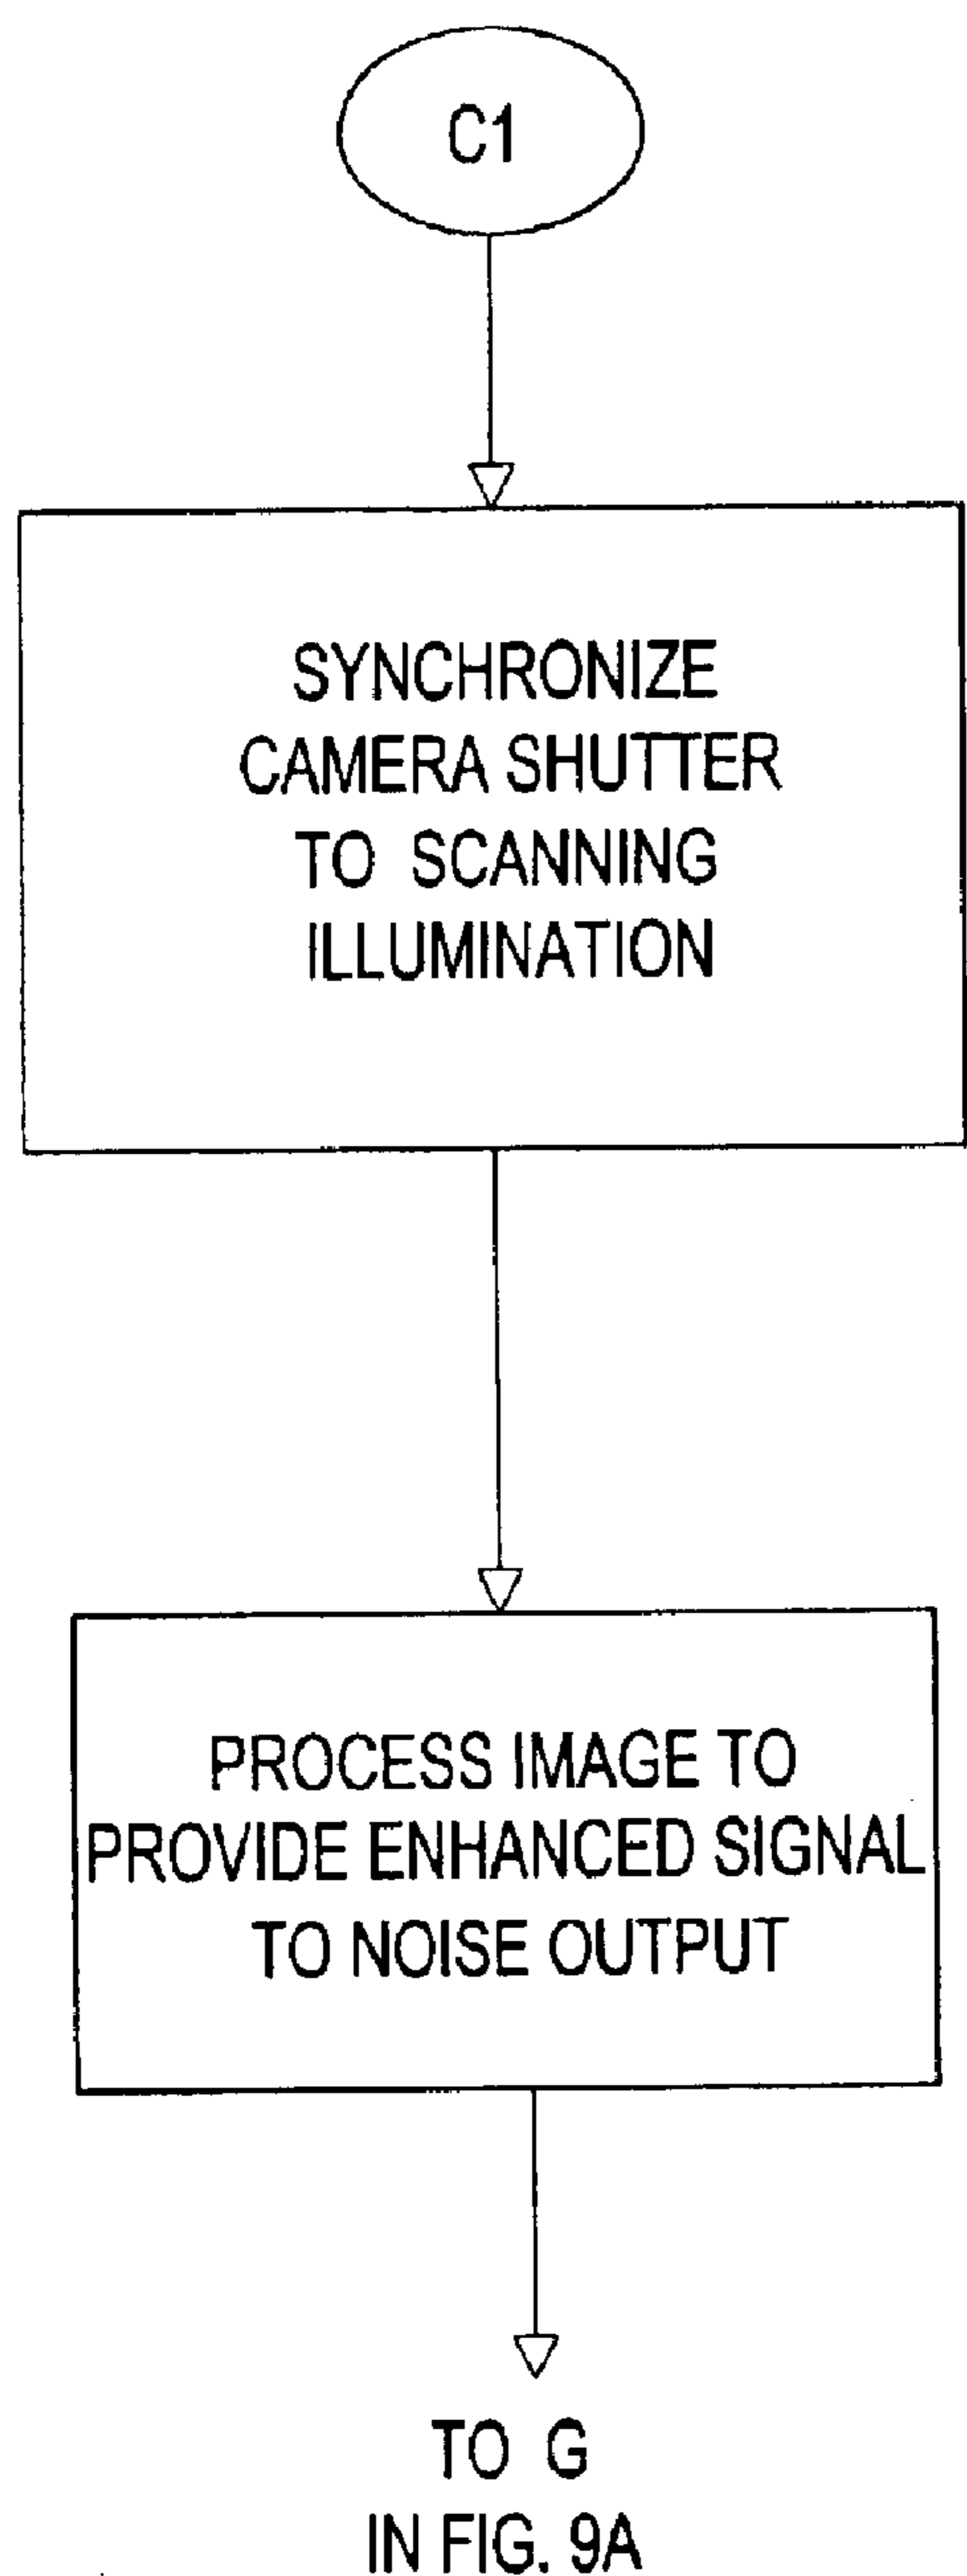 C1
SYNCHRONIZE
CAMERA SHUTTER
TO SCANNING
ILLUMINATION
PROCESS IMAGE TO
PROVIDE ENHANCED SIGNAL
TO NOISE OUTPUT
TO G
IN FIG. 9A